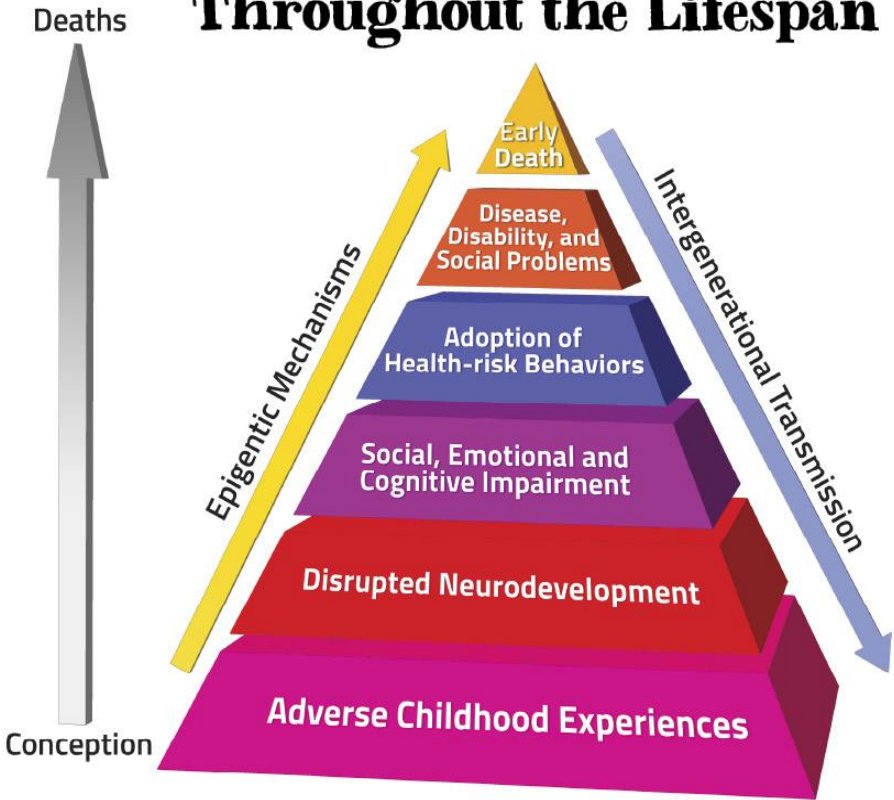 Throughout the Lifespan
Deaths
Early
Death
Disease,
Disability, and
Social Problems
Adoption of
Health-risk Behaviors
Social, Emotional and
Cognitive Impairment
Disrupted Neurodevelopment
Adverse Childhood Experiences
Epigentic Mechanisms
Intergenerational Transmission
Conception